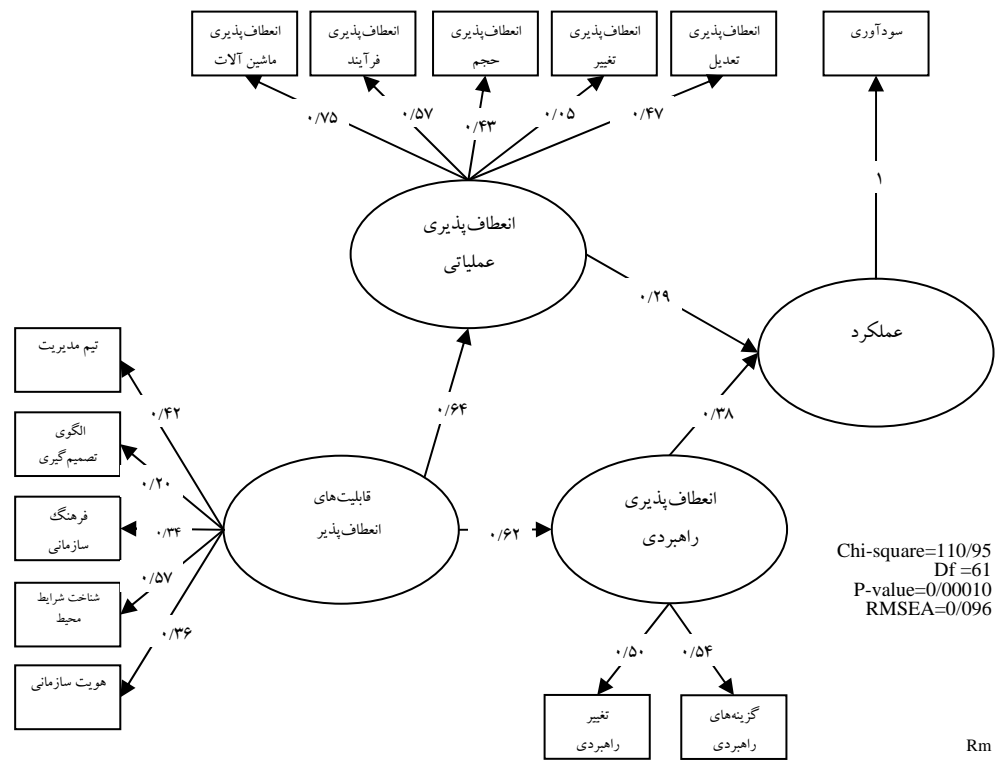 انعطاف‌پذیری
ماشین آلات
انعطاف‌پذیری
فرآیند
انعطاف‌پذیری
حجم
انعطاف‌پذیری
تغییر
انعطاف‌پذیری
تعدیل
سودآوری
۰/۷۵
۰/۵۷
۰/۴۳
۰/۰۵
۰/۴۷
۱
انعطاف‌پذیری
عملیاتی
۰/۲۹
عملکرد
تیم مدیریت
۰/۴۲
۰/۶۴
۰/۳۸
الگوی
تصمیم‌گیری
۰/۲۰
قابلیت‌های
انعطاف‌پذیر
انعطاف‌پذیری
راهبردی
فرهنگ
سازمانی
۰/۳۴
۰/۶۲
شناخت شرایط
محیط
۰/۵۷
هویت سازمانی
۰/۳۶
۰/۵۰
۰/۵۴
تغییر
راهبردی
گزینه‌های
راهبردی
Chi-square=110/95
Df =61
P-value=0/00010
RMSEA=0/096
Rm